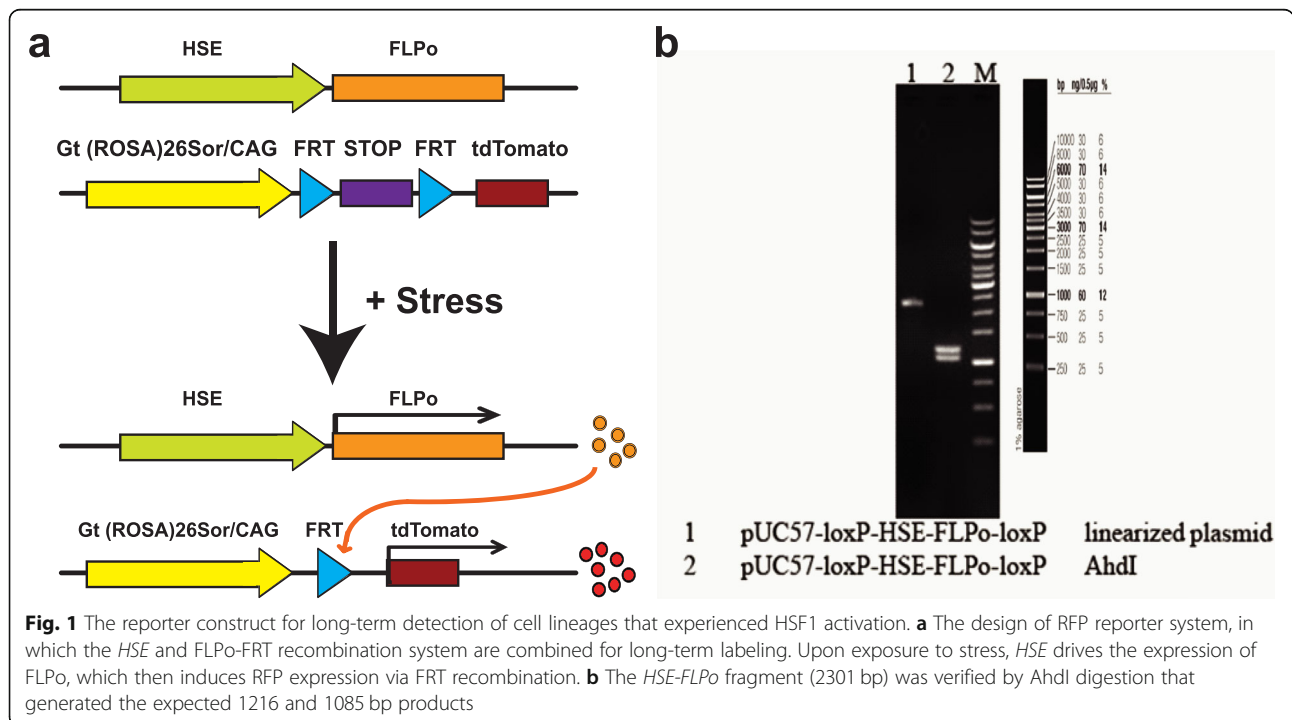 a
HSE FLPo
Gt (ROSA)26Sor/CAG FRT STOP FRT tdTomato
+ Stress
HSE FLPo
Gt (ROSA)26Sor/CAG FRT tdTomato
b
1 2 M
bp ng/0.5µg %
10000 30 6
8000 30 6
6000 70 14
5000 30 6
4000 30 6
3500 30 6
3000 70 14
2500 25 5
2000 25 5
1500 25 5
1000 60 12
750 25 5
500 25 5
250 25 5
1% agarose
1 pUC57-loxP-HSE-FLPo-loxP linearized plasmid
2 pUC57-loxP-HSE-FLPo-loxP AhdI
Fig. 1 The reporter construct for long-term detection of cell lineages that experienced HSF1 activation. a The design of RFP reporter system, in
which the HSE and FLPo-FRT recombination system are combined for long-term labeling. Upon exposure to stress, HSE drives the expression of
FLPo, which then induces RFP expression via FRT recombination. b The HSE-FLPo fragment (2301 bp) was verified by AhdI digestion that
generated the expected 1216 and 1085 bp products